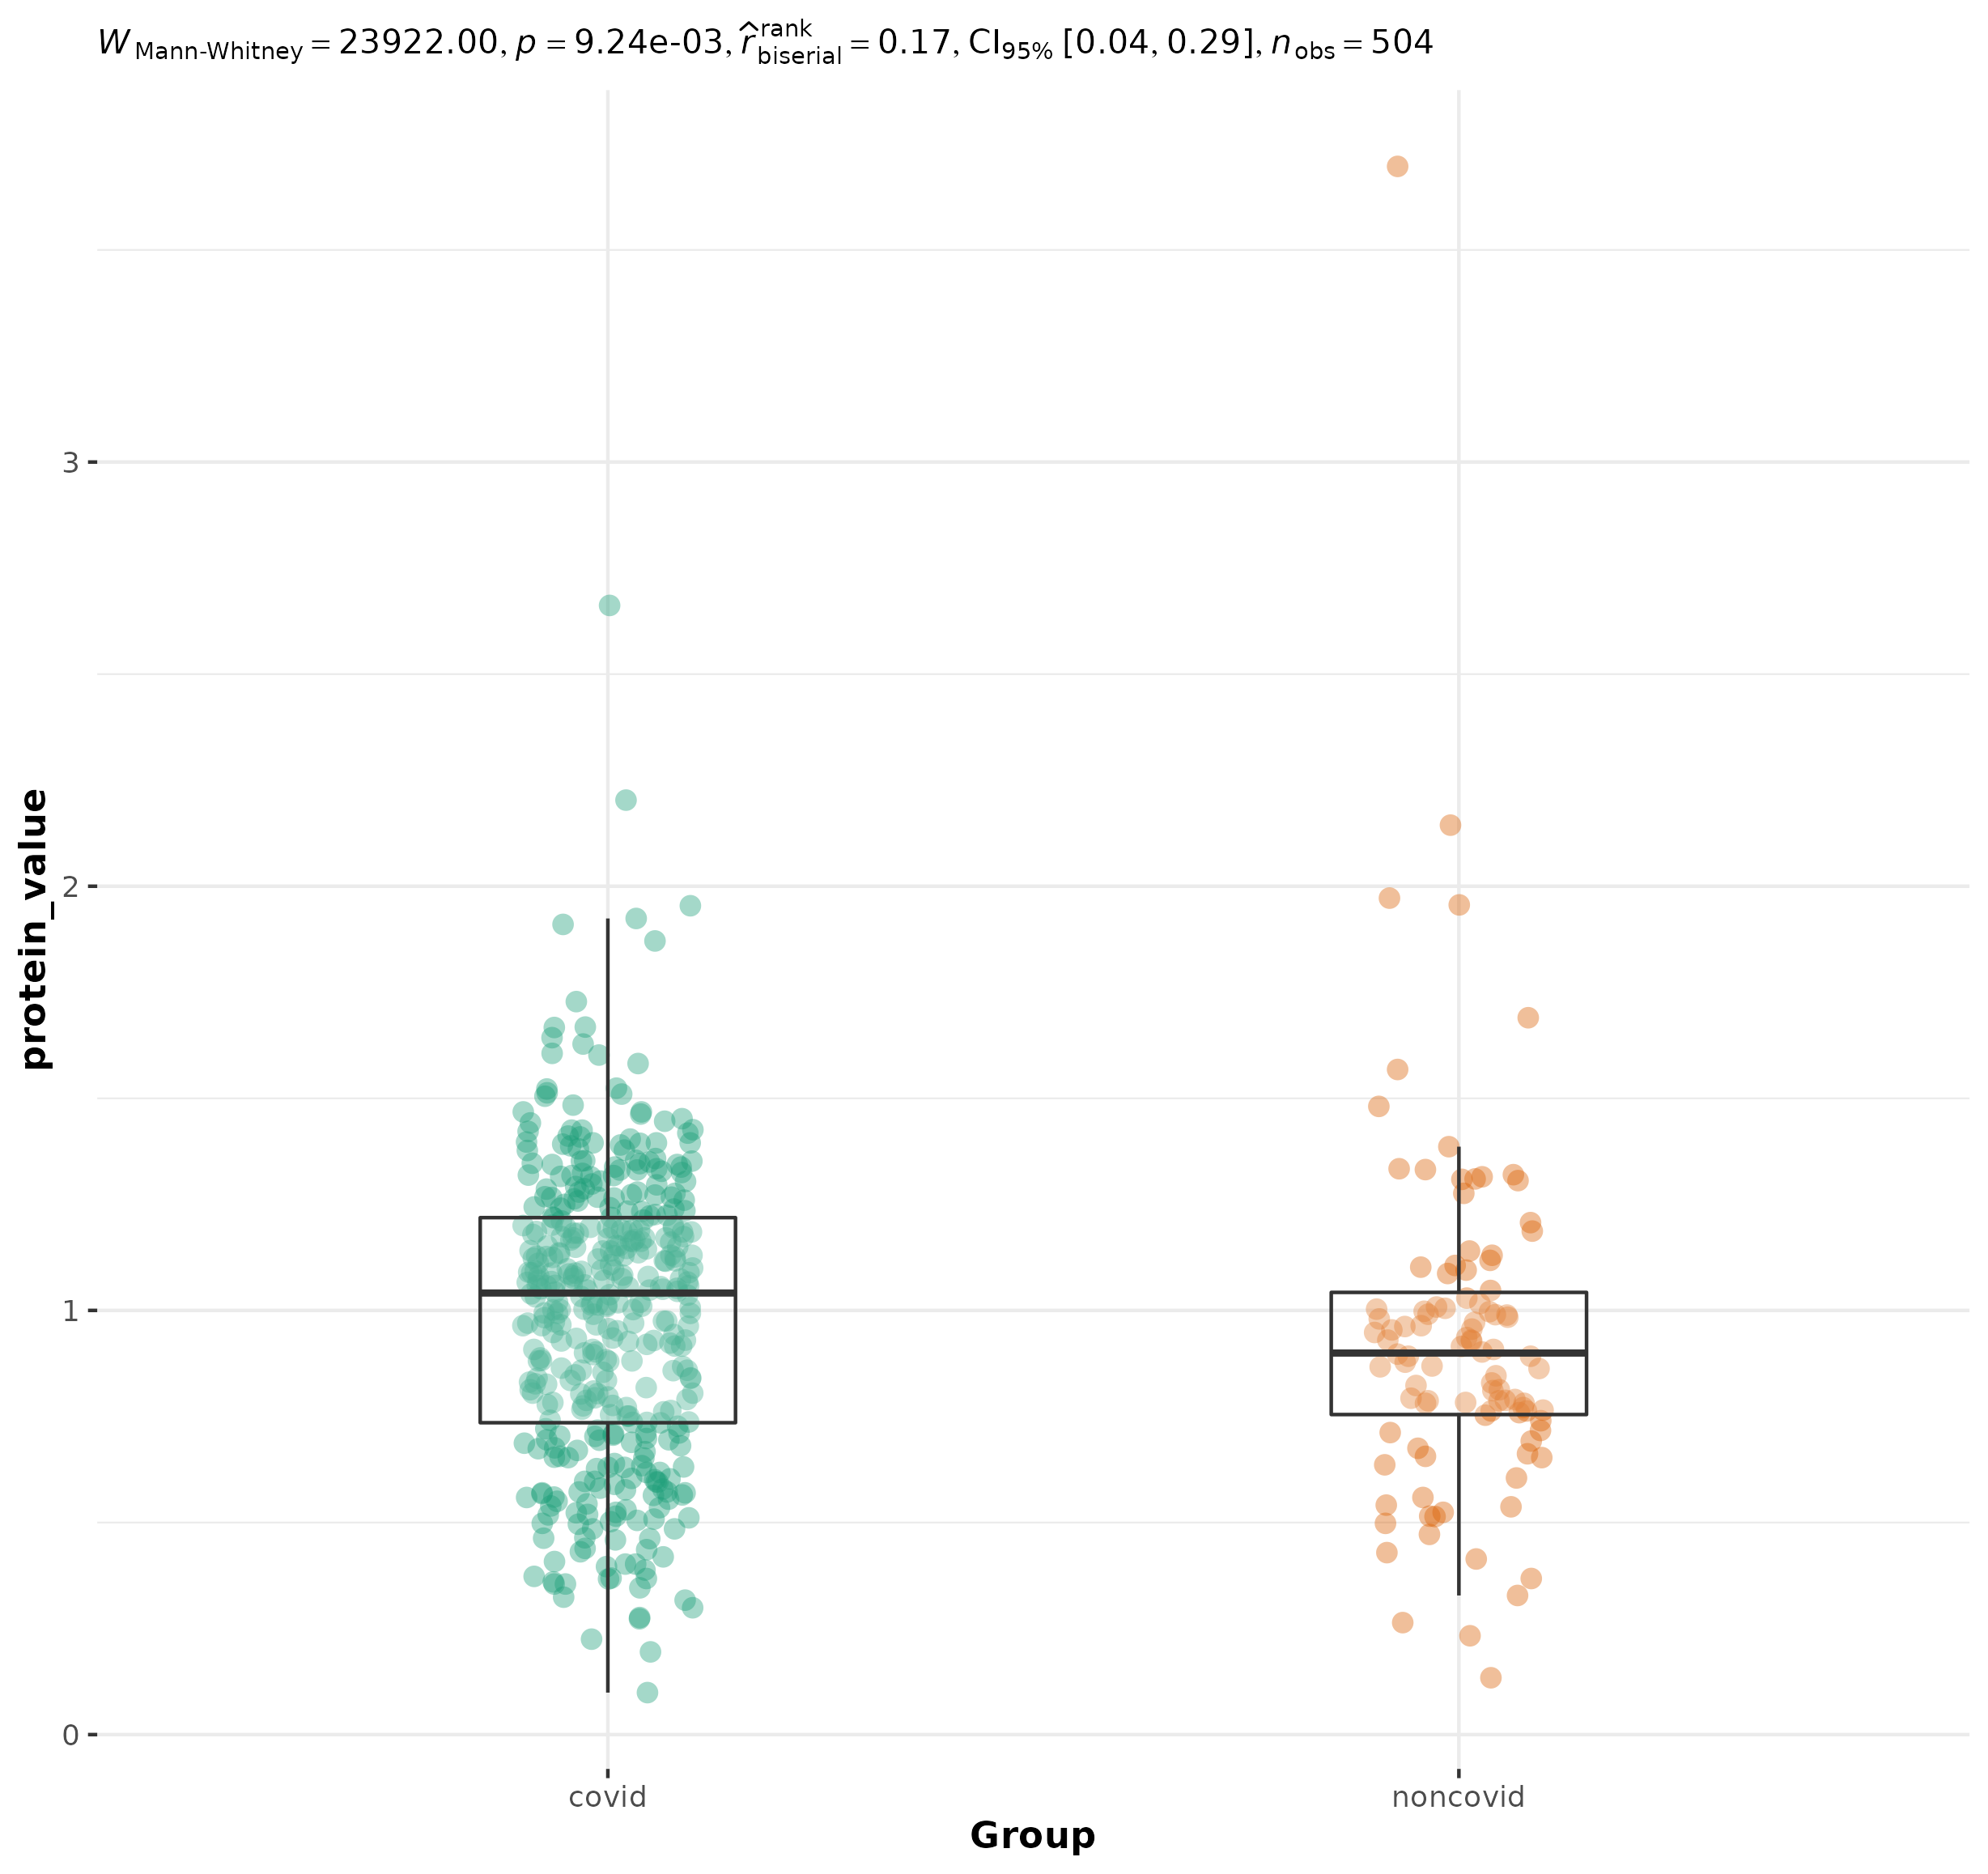 W Mann-Whitney = 23922.00, p = 9.24e-03, r̂ rank biserial = 0.17, CI95% [0.04, 0.29], n obs = 504
3
2
1
0
protein_value
covid noncovid
Group